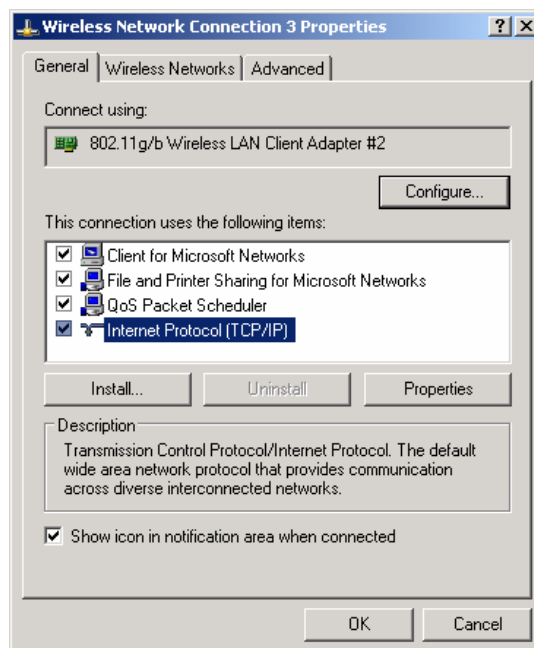 Wireless Network Connection 3 Properties
General
Wireless Networks
Advanced
Connect using:
802.11g/b Wireless LAN Client Adapter #2
Configure...
This connection uses the following items:
Client for Microsoft Networks
File and Printer Sharing for Microsoft Networks
QoS Packet Scheduler
Internet Protocol (TCP/IP)
Install...
Uninstall
Properties
Description
Transmission Control Protocol/Internet Protocol. The default
wide area network protocol that provides communication
across diverse interconnected networks.
Show icon in notification area when connected
OK
Cancel